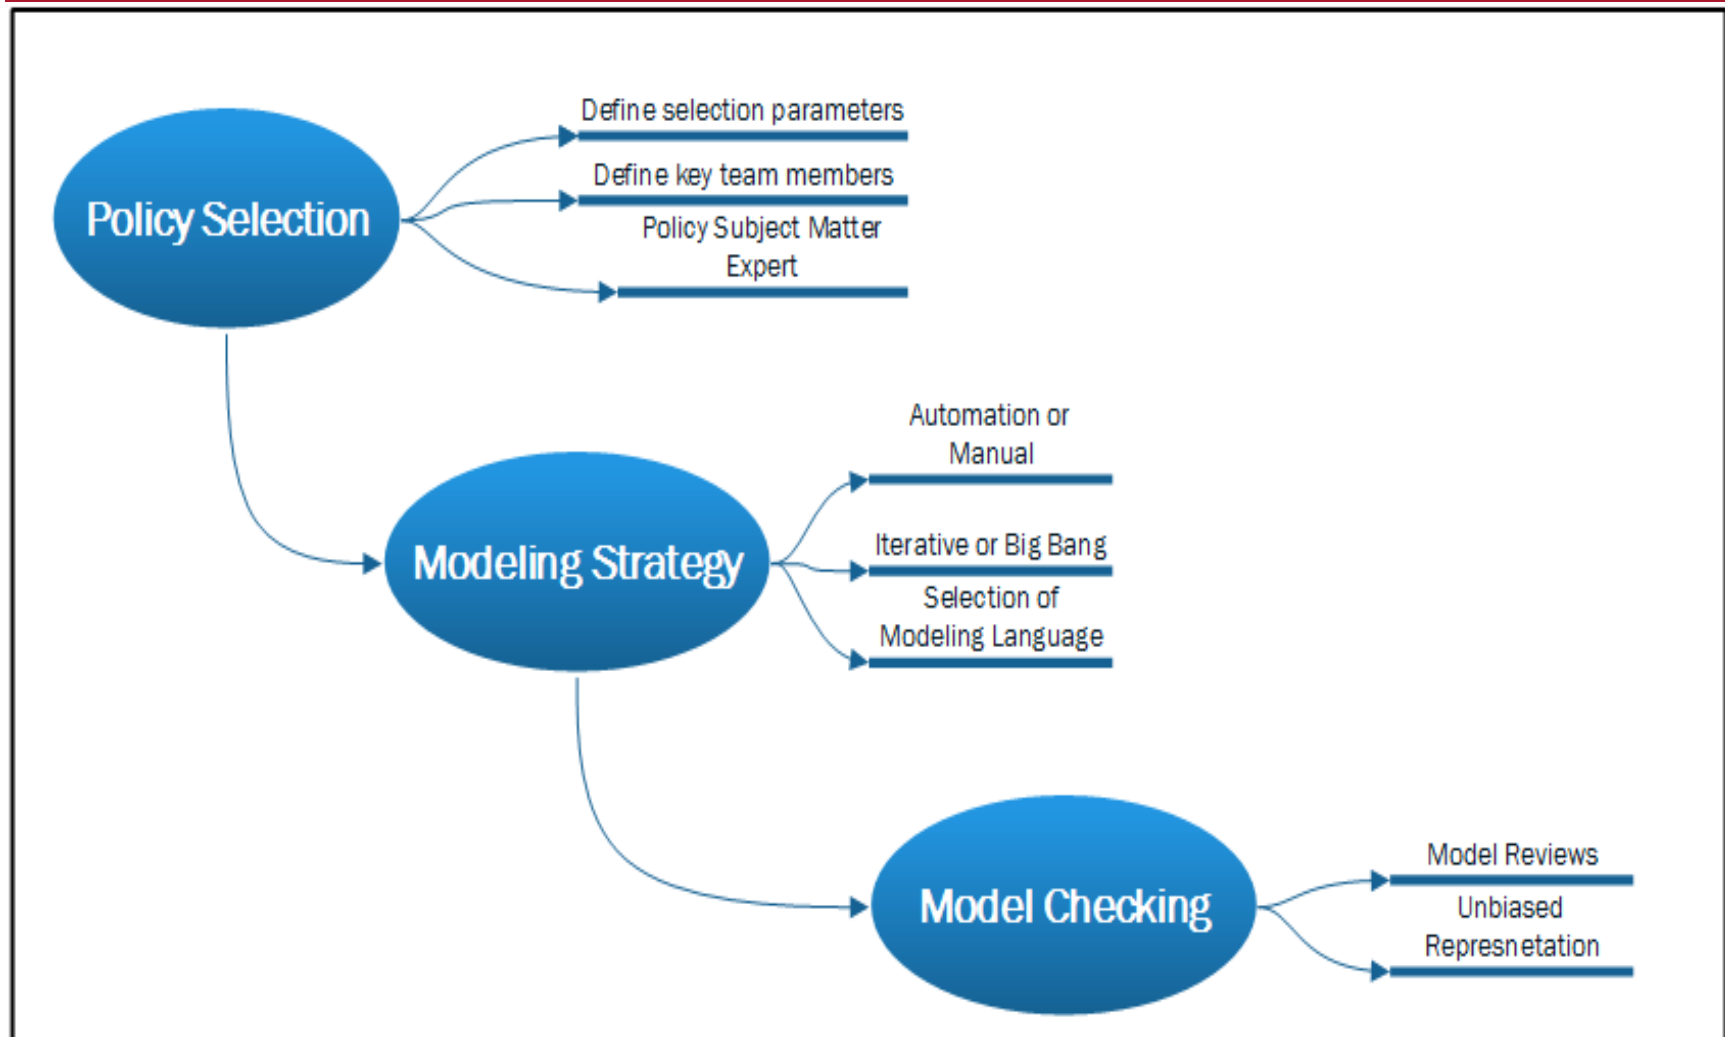 Define selection parameters
Define key team members
Policy Selection
Policy Subject Matter
Expert
Automation or
Manual
Modeling Strategy
Iterative or Big Bang
Selection of
Modeling Language
Model Checking
Model Reviews
Unbiased
Represnetation